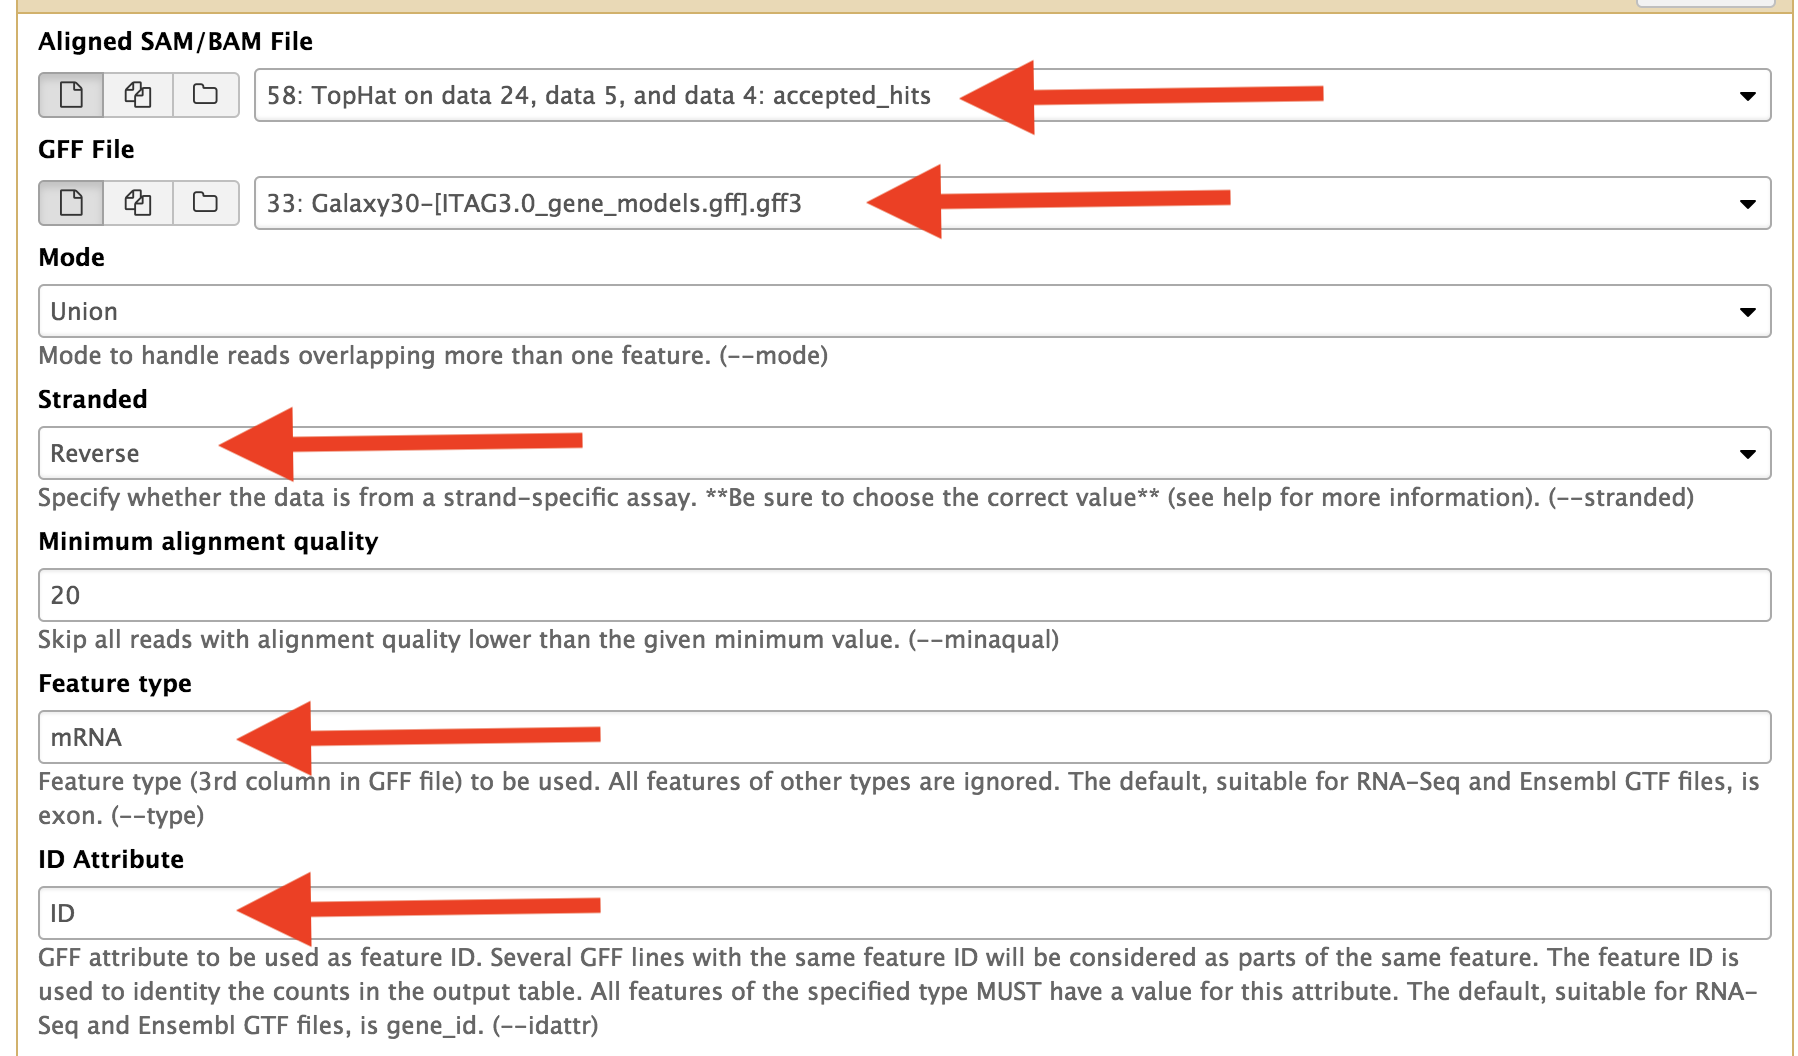 Aligned SAM/BAM File
58: TopHat on data 24, data 5, and data 4: accepted_hits
GFF File
33: Galaxy30-[ITAG3.0_gene_models.gff].gff3
Mode
Union
Mode to handle reads overlapping more than one feature. (--mode)
Stranded
Reverse
Specify whether the data is from a strand-specific assay. **Be sure to choose the correct value** (see help for more information). (--stranded)
Minimum alignment quality
20
Skip all reads with alignment quality lower than the given minimum value. (--minaqual)
Feature type
mRNA
Feature type (3rd column in GFF file) to be used. All features of other types are ignored. The default, suitable for RNA-Seq and Ensembl GTF files, is
exon. (--type)
ID Attribute
ID
GFF attribute to be used as feature ID. Several GFF lines with the same feature ID will be considered as parts of the same feature. The feature ID is
used to identity the counts in the output table. All features of the specified type MUST have a value for this attribute. The default, suitable for RNA-
Seq and Ensembl GTF files, is gene_id. (--idattr)